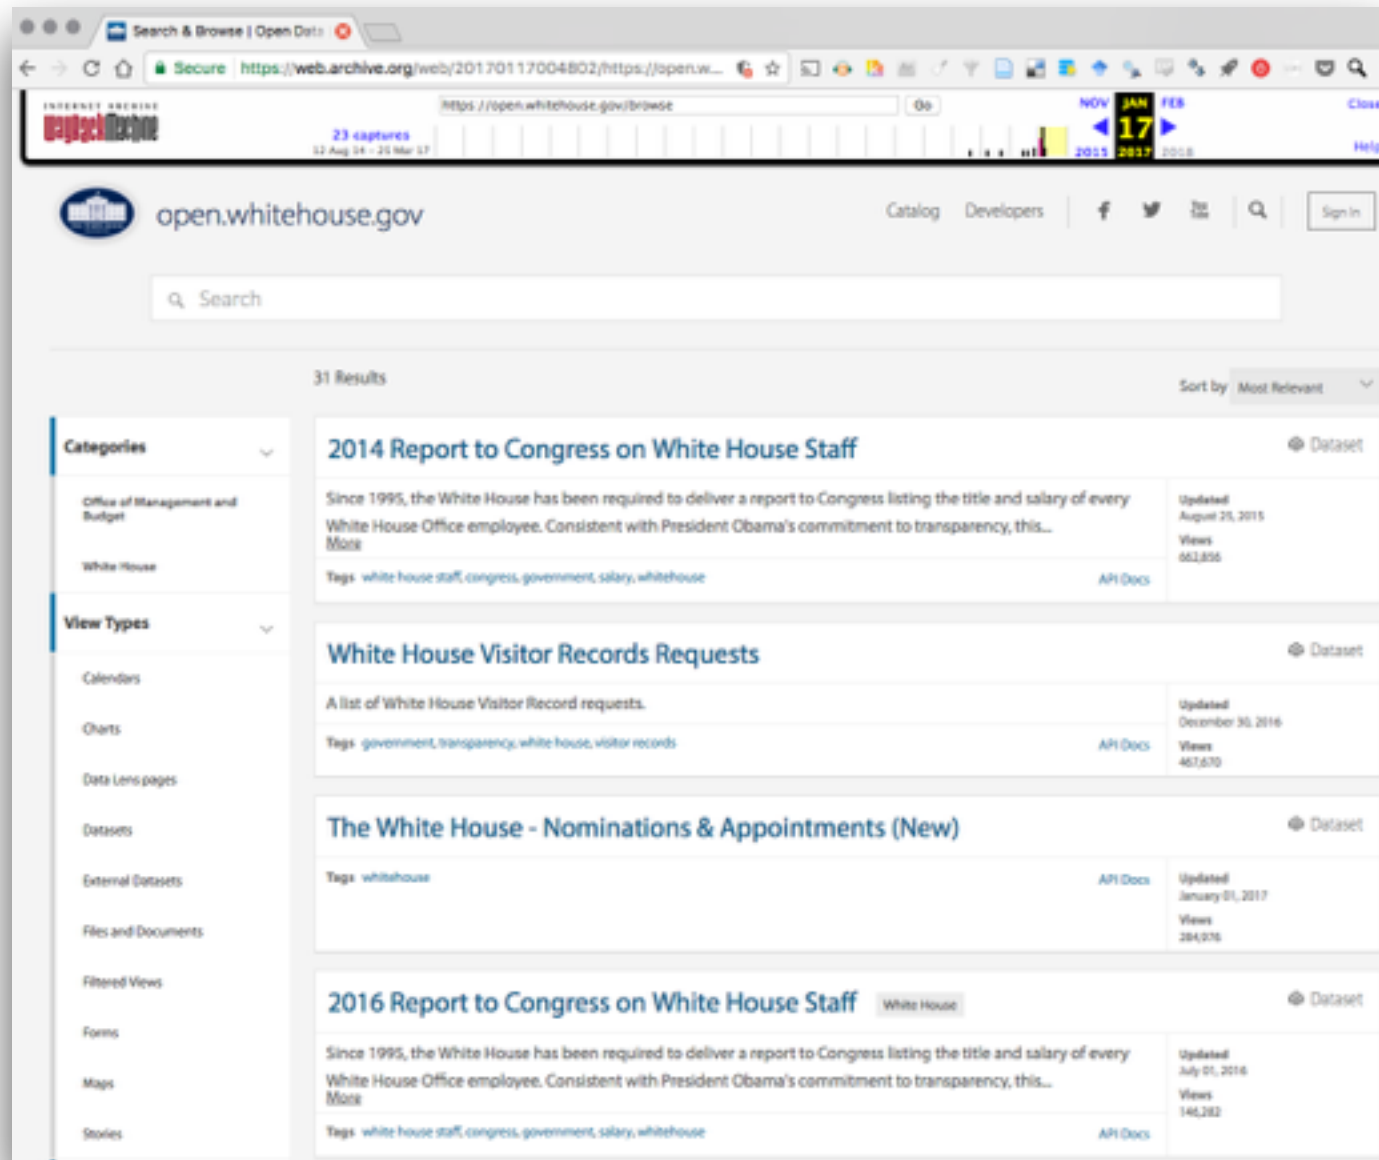 Search & Browse | Open Data
Secure https://web.archive.org/web/20170117004802/https://open.w...
INTERNET ARCHIVE
WayBackMachine
https://open.whitehouse.gov/browse
Go
23 captures
12 Aug 14 - 25 Mar 17
NOV JAN FEB
17
2015 2017 2018
Close
Help
open.whitehouse.gov
Catalog Developers
Sign In
Search
31 Results
Sort by Most Relevant
Categories
Office of Management and
Budget
White House
View Types
Calendars
Charts
Data Lens pages
Datasets
External Datasets
Files and Documents
Filtered Views
Forms
Maps
Stories
2014 Report to Congress on White House Staff
Dataset
Since 1995, the White House has been required to deliver a report to Congress listing the title and salary of every
White House Office employee. Consistent with President Obama's commitment to transparency, this...
More
Tags white house staff, congress, government, salary, whitehouse
API Docs
Updated
August 25, 2015
Views
662,856
White House Visitor Records Requests
Dataset
A list of White House Visitor Record requests.
Tags government, transparency, white house, visitor records
API Docs
Updated
December 30, 2016
Views
467,670
The White House - Nominations & Appointments (New)
Dataset
Tags whitehouse
API Docs
Updated
January 01, 2017
Views
284,976
2016 Report to Congress on White House Staff White House
Dataset
Since 1995, the White House has been required to deliver a report to Congress listing the title and salary of every
White House Office employee. Consistent with President Obama's commitment to transparency, this...
More
Tags white house staff, congress, government, salary, whitehouse
API Docs
Updated
July 01, 2016
Views
146,282